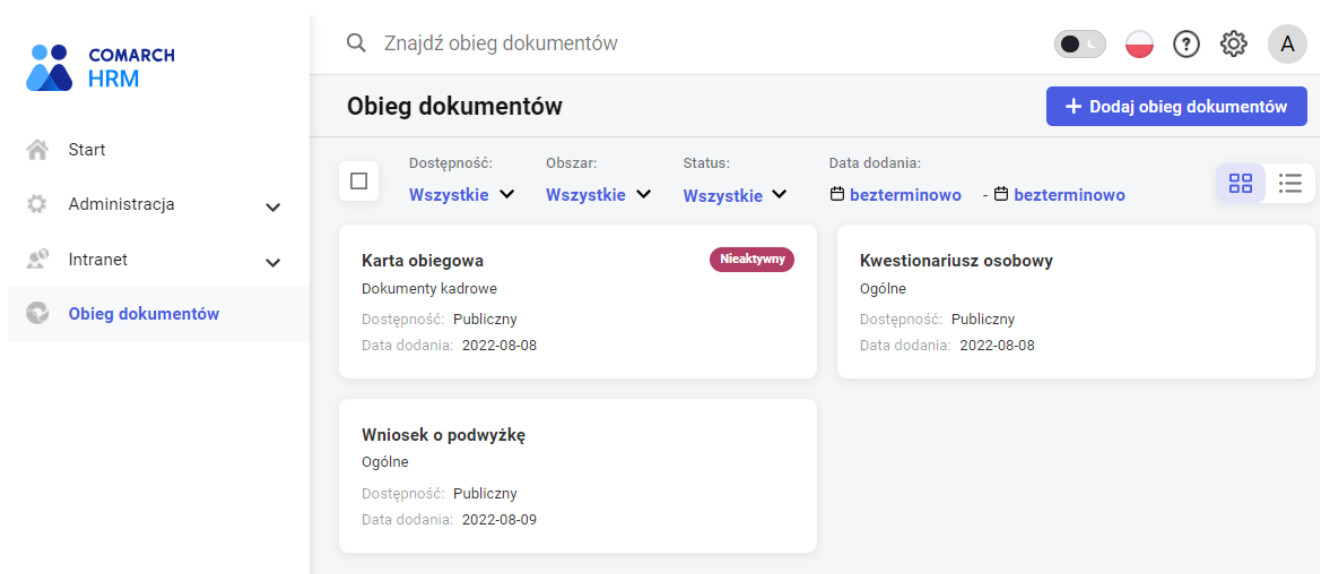 COMARCH
HRM
Start
Administracja
Intranet
Obieg dokumentów
Znajdź obieg dokumentów
A
Obieg dokumentów
+ Dodaj obieg dokumentów
Dostępność: Obszar: Status: Data dodania:
Wszystkie Wszystkie Wszystkie bezterminowo - bezterminowo
Karta obiegowa Nieaktywny
Dokumenty kadrowe
Dostępność: Publiczny
Data dodania: 2022-08-08
Kwestionariusz osobowy
Ogólne
Dostępność: Publiczny
Data dodania: 2022-08-08
Wniosek o podwyżkę
Ogólne
Dostępność: Publiczny
Data dodania: 2022-08-09